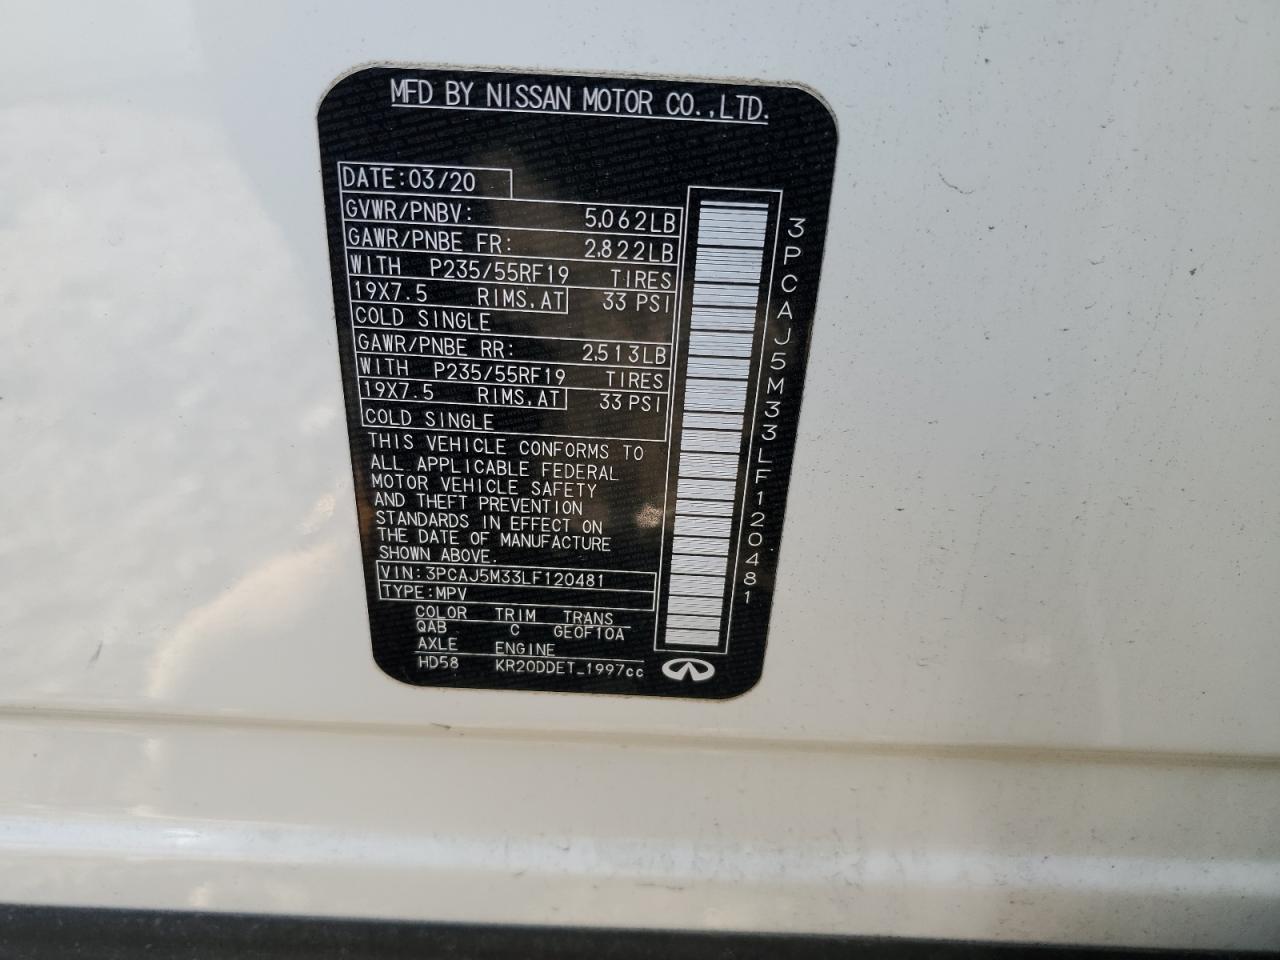 MFD BY NISSAN MOTOR CO.,LTD.
DATE:03/20
GVWR/PNBV: 5,062LB
GAWR/PNBE FR: 2,822LB
WITH P235/55RF19 TIRES
19X7.5 RIMS,AT 33 PSI
COLD SINGLE
GAWR/PNBE RR: 2,513LB
WITH P235/55RF19 TIRES
19X7.5 RIMS,AT 33 PSI
COLD SINGLE
THIS VEHICLE CONFORMS TO
ALL APPLICABLE FEDERAL
MOTOR VEHICLE SAFETY
AND THEFT PREVENTION
STANDARDS IN EFFECT ON
THE DATE OF MANUFACTURE
SHOWN ABOVE.
VIN:3PCAJ5M33LF120481
TYPE:MPV
COLOR TRIM TRANS
QAB C GE0F10A
AXLE ENGINE
HD58 KR20DDET_1997cc
3PCAJ5M33LF120481